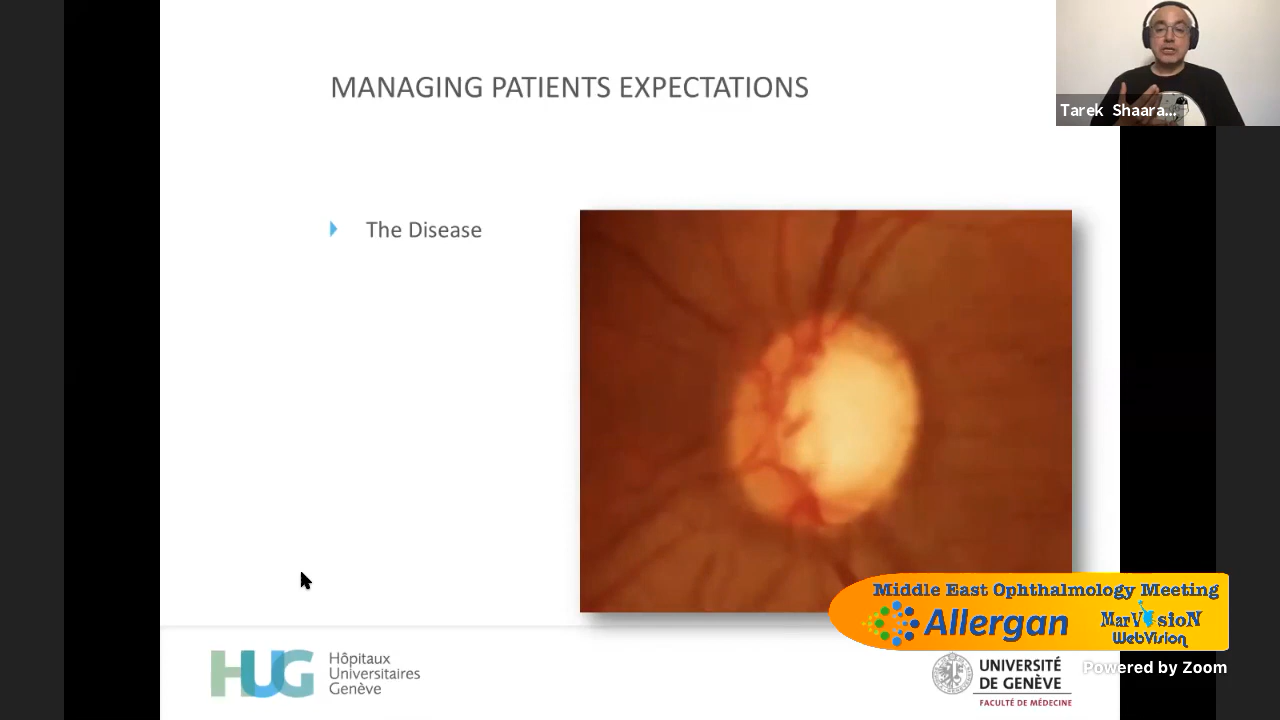 MANAGING PATIENTS EXPECTATIONS
Tarek Shaara...
The Disease
Middle East Ophthalmology Meeting
Allergan
MarVisioN
WebVision
Powered by Zoom
HUG
Hôpitaux
Universitaires
Genève
UNIVERSITÉ
DE GENÈVE
FACULTÉ DE MÉDECINE